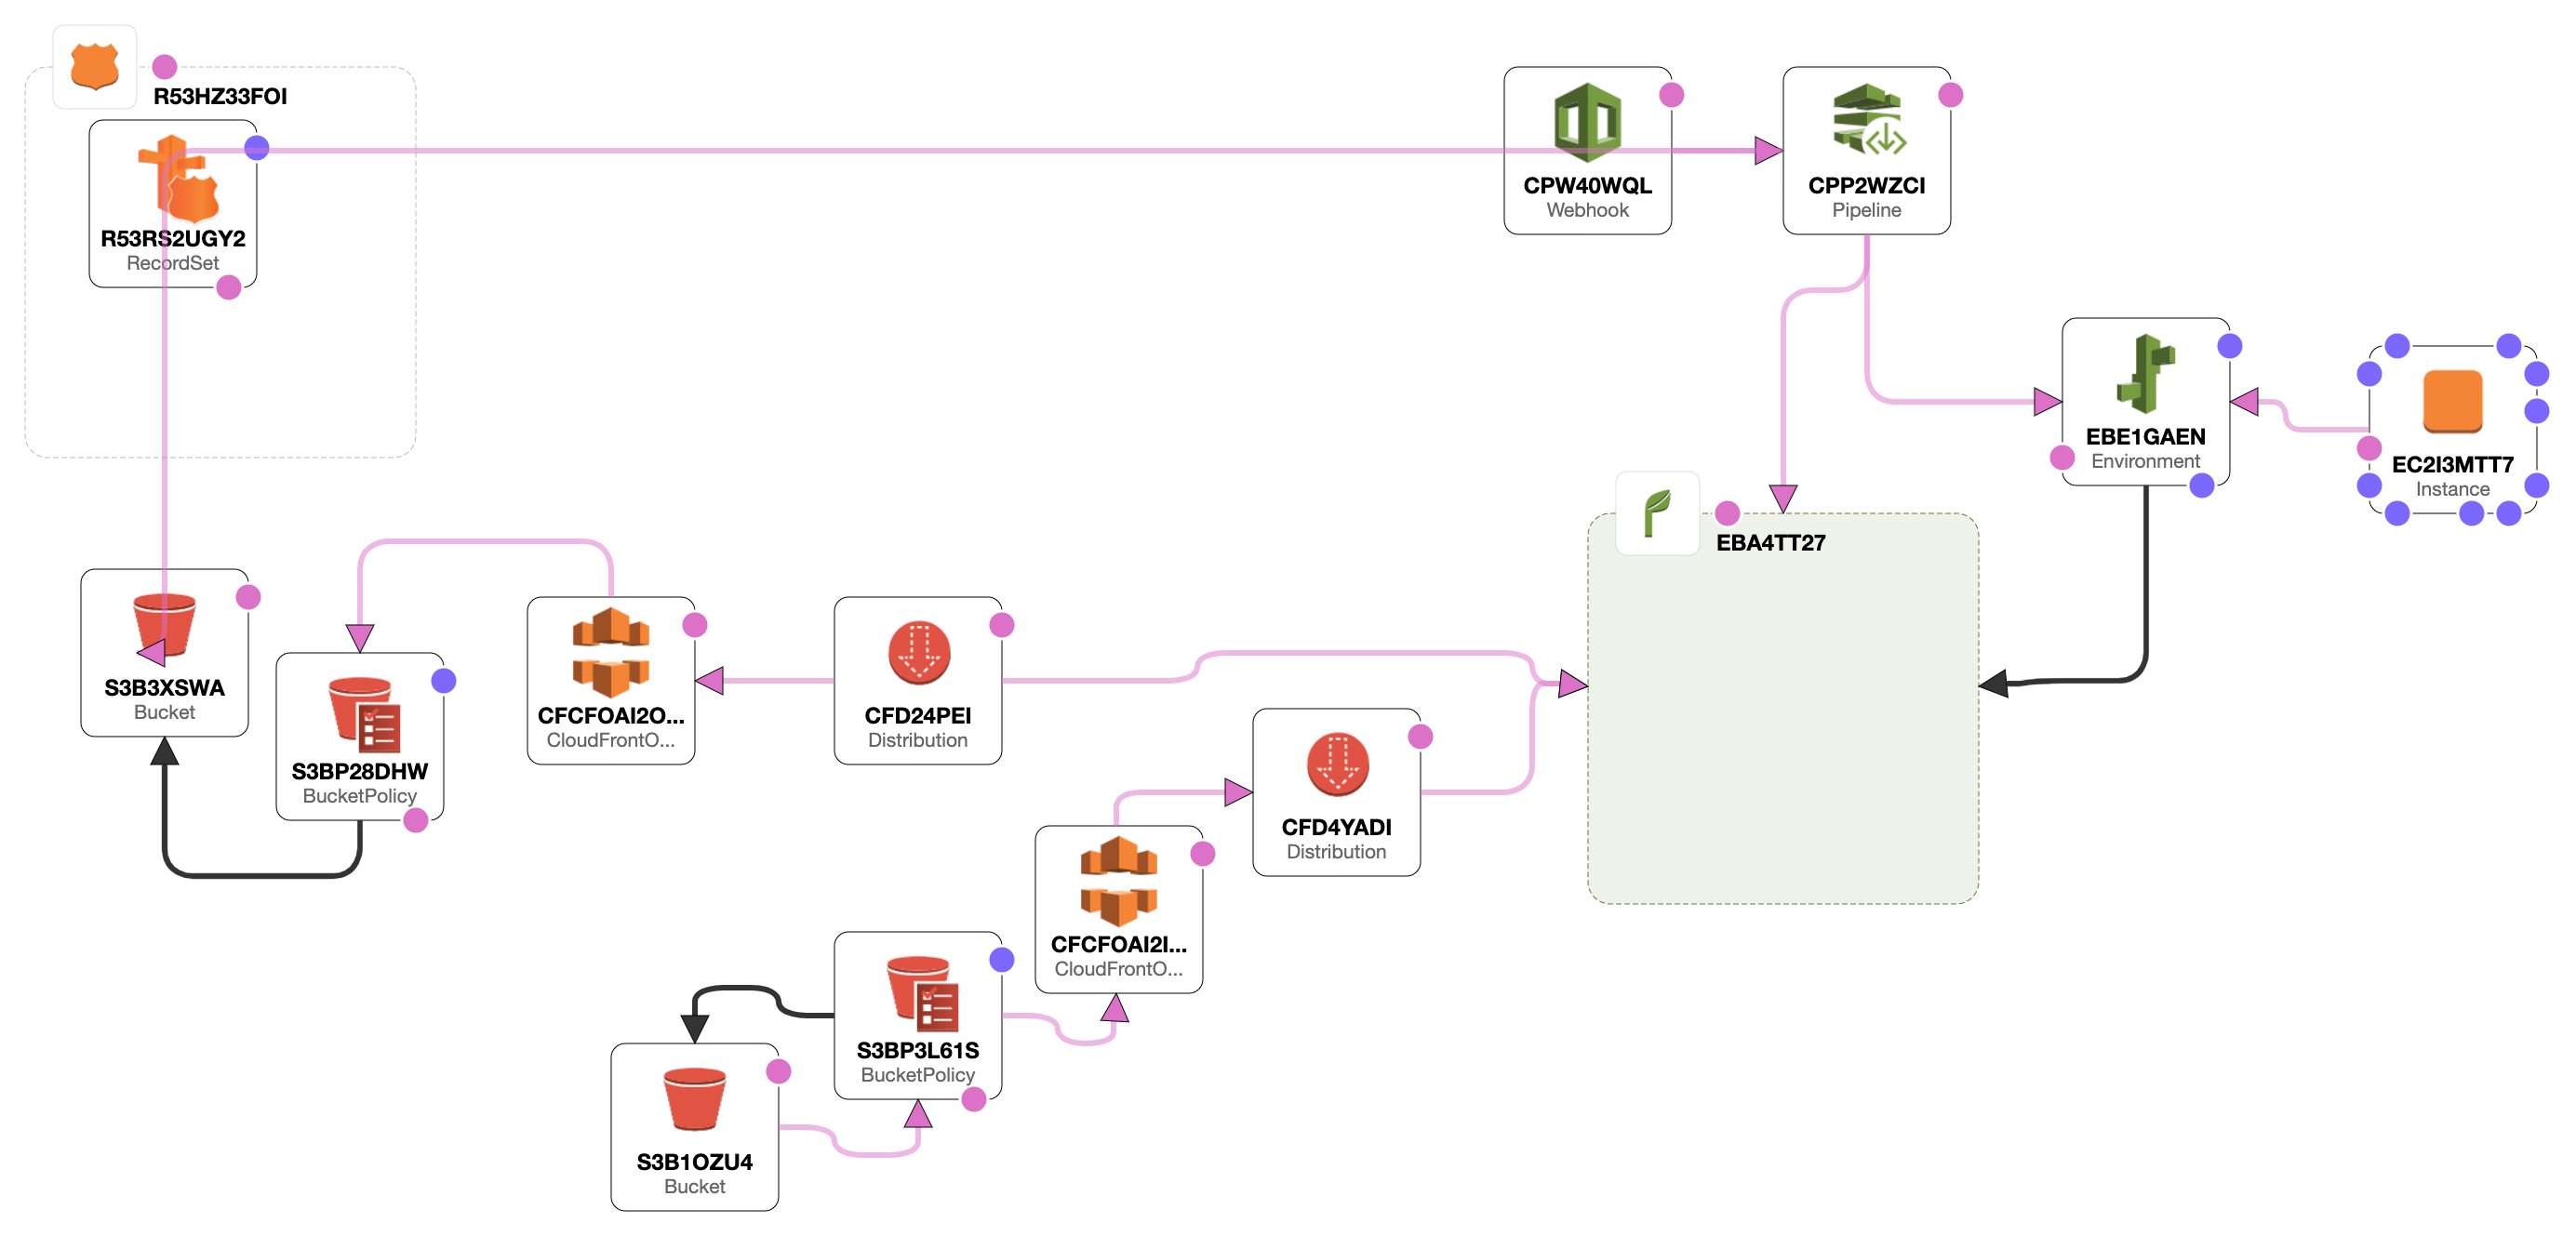 R53HZ33FOI
R53RS2UGY2
RecordSet
CPW40WQL
Webhook
CPP2WZCI
Pipeline
EBE1GAEN
Environment
EC2I3MTT7
Instance
EBA4TT27
S3B3XSWA
Bucket
S3BP28DHW
BucketPolicy
CFCFOAI2O...
CloudFrontO...
CFD24PEI
Distribution
CFD4YADI
Distribution
CFCFOAI2I...
CloudFrontO...
S3BP3L61S
BucketPolicy
S3B1OZU4
Bucket